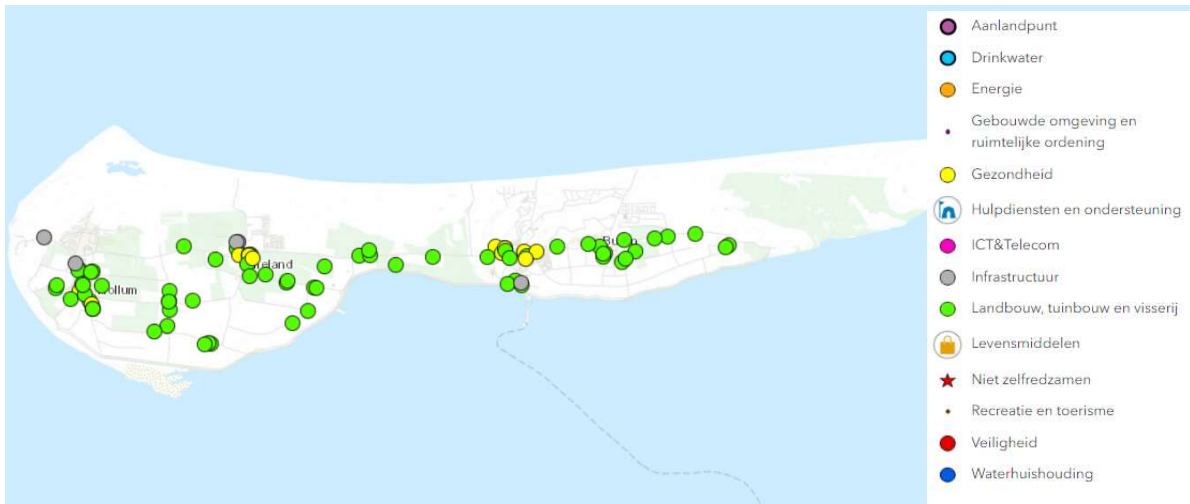 Aanlandpunt
Drinkwater
Energie
Gebouwde omgeving en
ruimtelijke ordening
Gezondheid
Hulpdiensten en ondersteuning
ICT&Telecom
Infrastructuur
Landbouw, tuinbouw en visserij
Levensmiddelen
Niet zelfredzamen
Recreatie en toerisme
Veiligheid
Waterhuishouding